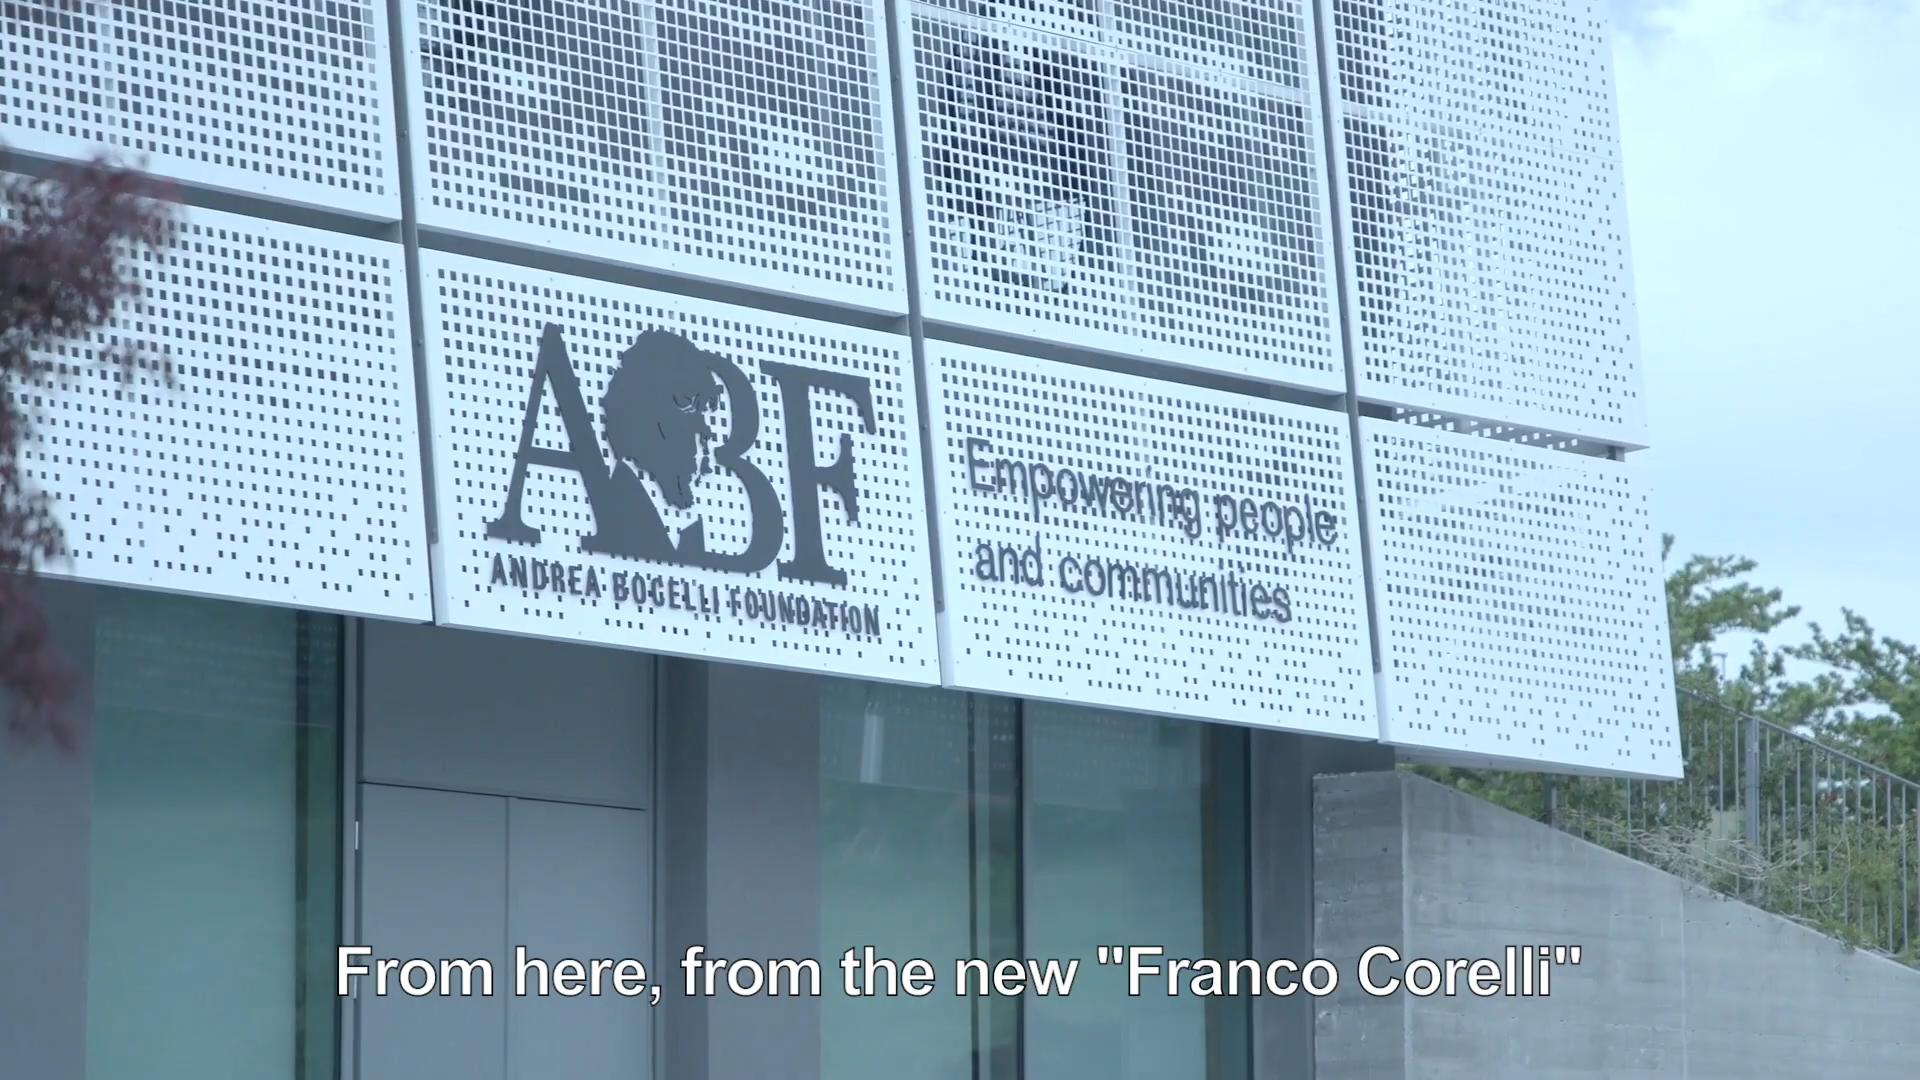 ABF
ANDREA BOCELLI FOUNDATION
Empowering people
and communities
From here, from the new "Franco Corelli"